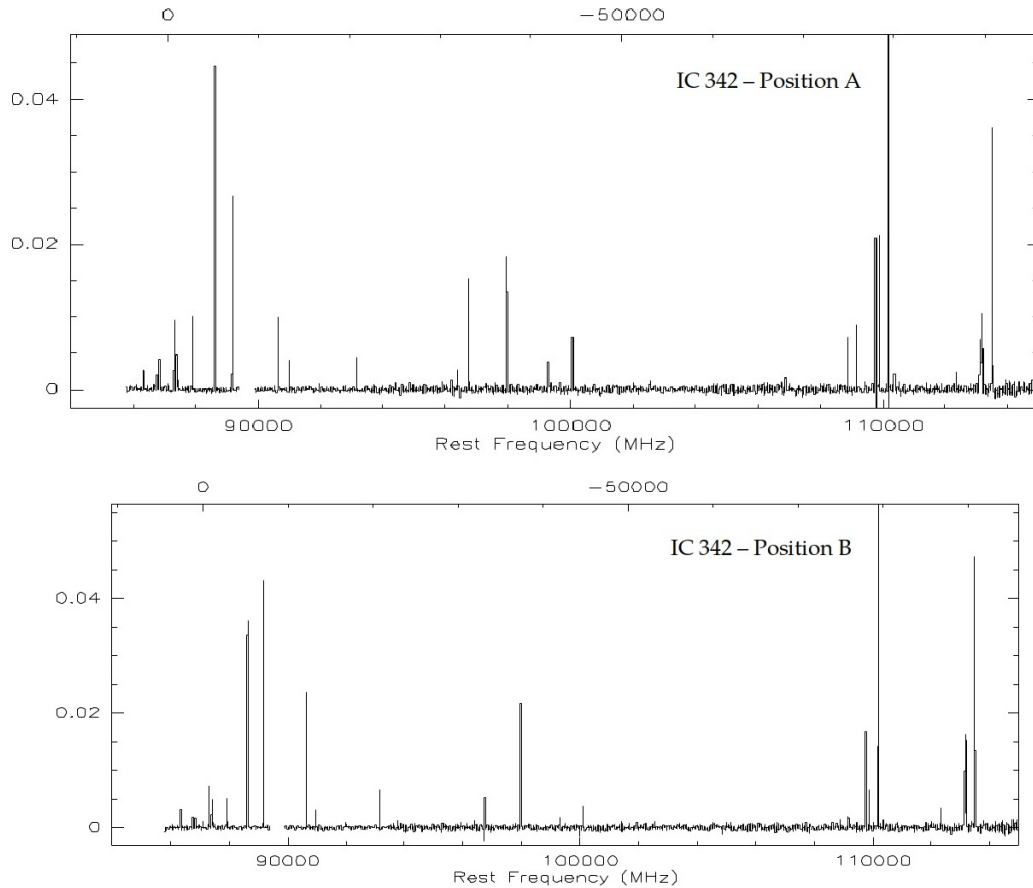 0 −50000
IC 342 – Position A
0.04
0.02
0
90000 100000 110000
Rest Frequency (MHz)
0 −50000
IC 342 – Position B
0.04
0.02
0
90000 100000 110000
Rest Frequency (MHz)